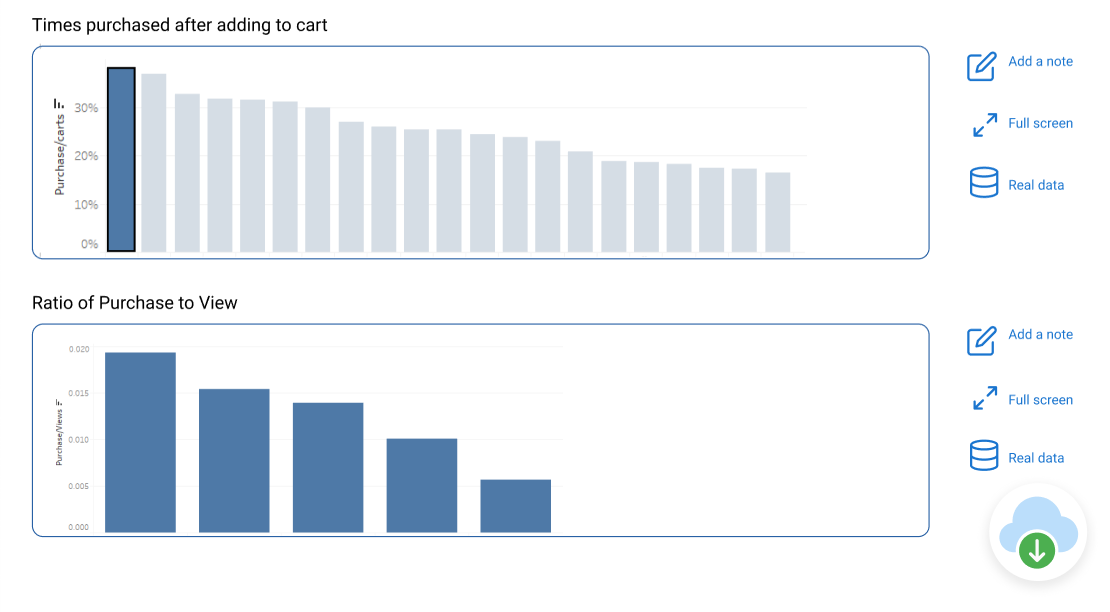 Times purchased after adding to cart
Purchase/carts
30%
20%
10%
0%
Add a note
Full screen
Real data
Ratio of Purchase to View
Purchase/Views
0.020
0.015
0.010
0.005
0.000
Add a note
Full screen
Real data